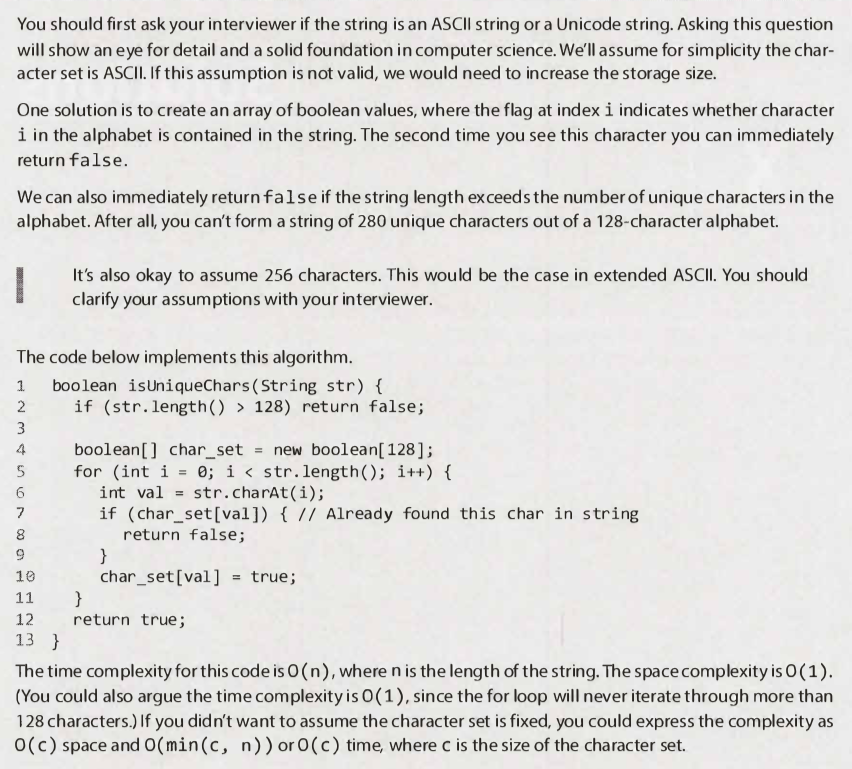 You should first ask your interviewer if the string is an ASCII string or a Unicode string. Asking this question
will show an eye for detail and a solid foundation in computer science. We'll assume for simplicity the char-
acter set is ASCII. If this assumption is not valid, we would need to increase the storage size.
One solution is to create an array of boolean values, where the flag at index i indicates whether character
i in the alphabet is contained in the string. The second time you see this character you can immediately
return false.
We can also immediately return false if the string length exceeds the number of unique characters in the
alphabet. After all, you can't form a string of 280 unique characters out of a 128-character alphabet.
It's also okay to assume 256 characters. This would be the case in extended ASCII. You should
clarify your assumptions with your interviewer.
The code below implements this algorithm.
1 boolean isUniqueChars(String str) {
2 if (str.length() > 128) return false;
3
4 boolean[] char_set = new boolean[128];
5 for (int i = 0; i < str.length(); i++) {
6 int val = str.charAt(i);
7 if (char_set[val]) { // Already found this char in string
8 return false;
9 }
10 char_set[val] = true;
11 }
12 return true;
13 }
The time complexity for this code is O(n), where n is the length of the string. The space complexity is O(1).
(You could also argue the time complexity is O(1), since the for loop will never iterate through more than
128 characters.) If you didn't want to assume the character set is fixed, you could express the complexity as
O(c) space and O(min(c, n)) or O(c) time, where c is the size of the character set.